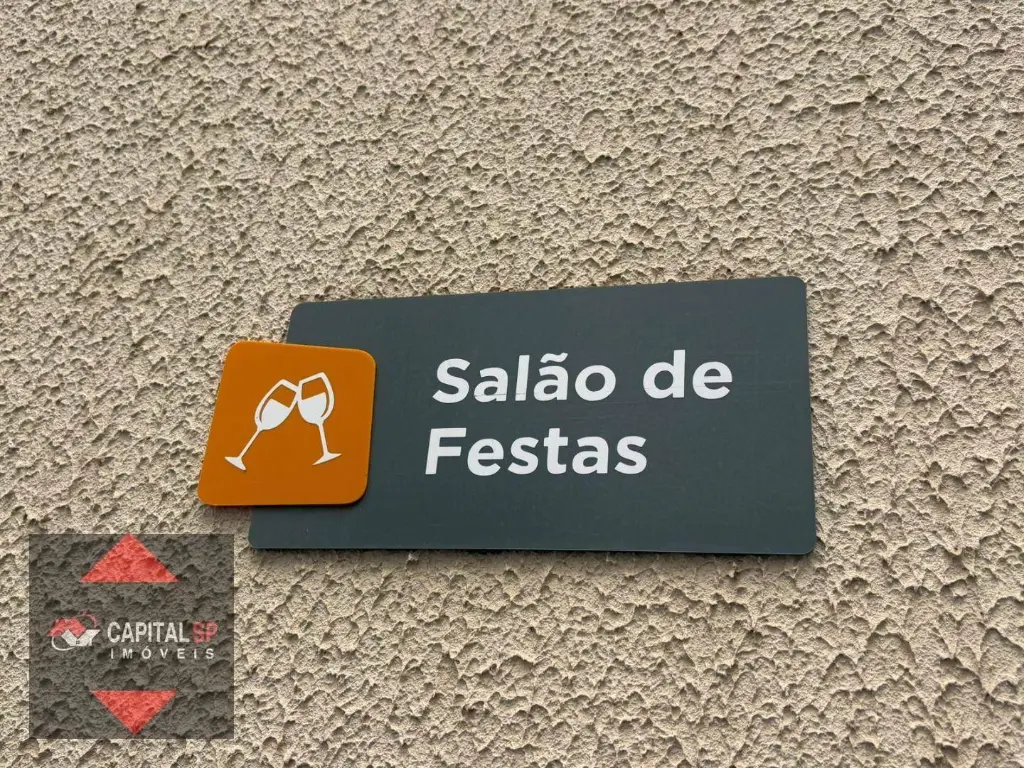 Salão de
Festas
CAPITAL SP
IMÓVEIS